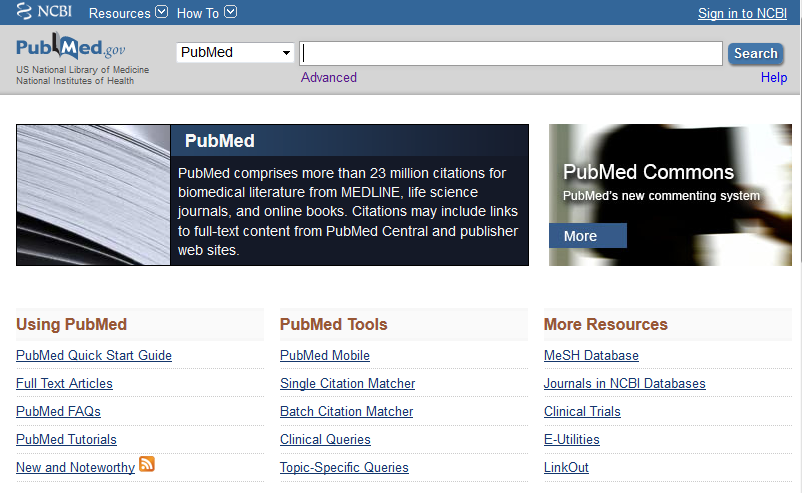 NCBI Resources How To Sign in to NCBI
PubMed.gov
US National Library of Medicine
National Institutes of Health
PubMed Search
Advanced Help
PubMed
PubMed comprises more than 23 million citations for
biomedical literature from MEDLINE, life science
journals, and online books. Citations may include links
to full-text content from PubMed Central and publisher
web sites.
PubMed Commons
PubMed's new commenting system
More
Using PubMed
PubMed Quick Start Guide
Full Text Articles
PubMed FAQs
PubMed Tutorials
New and Noteworthy
PubMed Tools
PubMed Mobile
Single Citation Matcher
Batch Citation Matcher
Clinical Queries
Topic-Specific Queries
More Resources
MeSH Database
Journals in NCBI Databases
Clinical Trials
E-Utilities
LinkOut